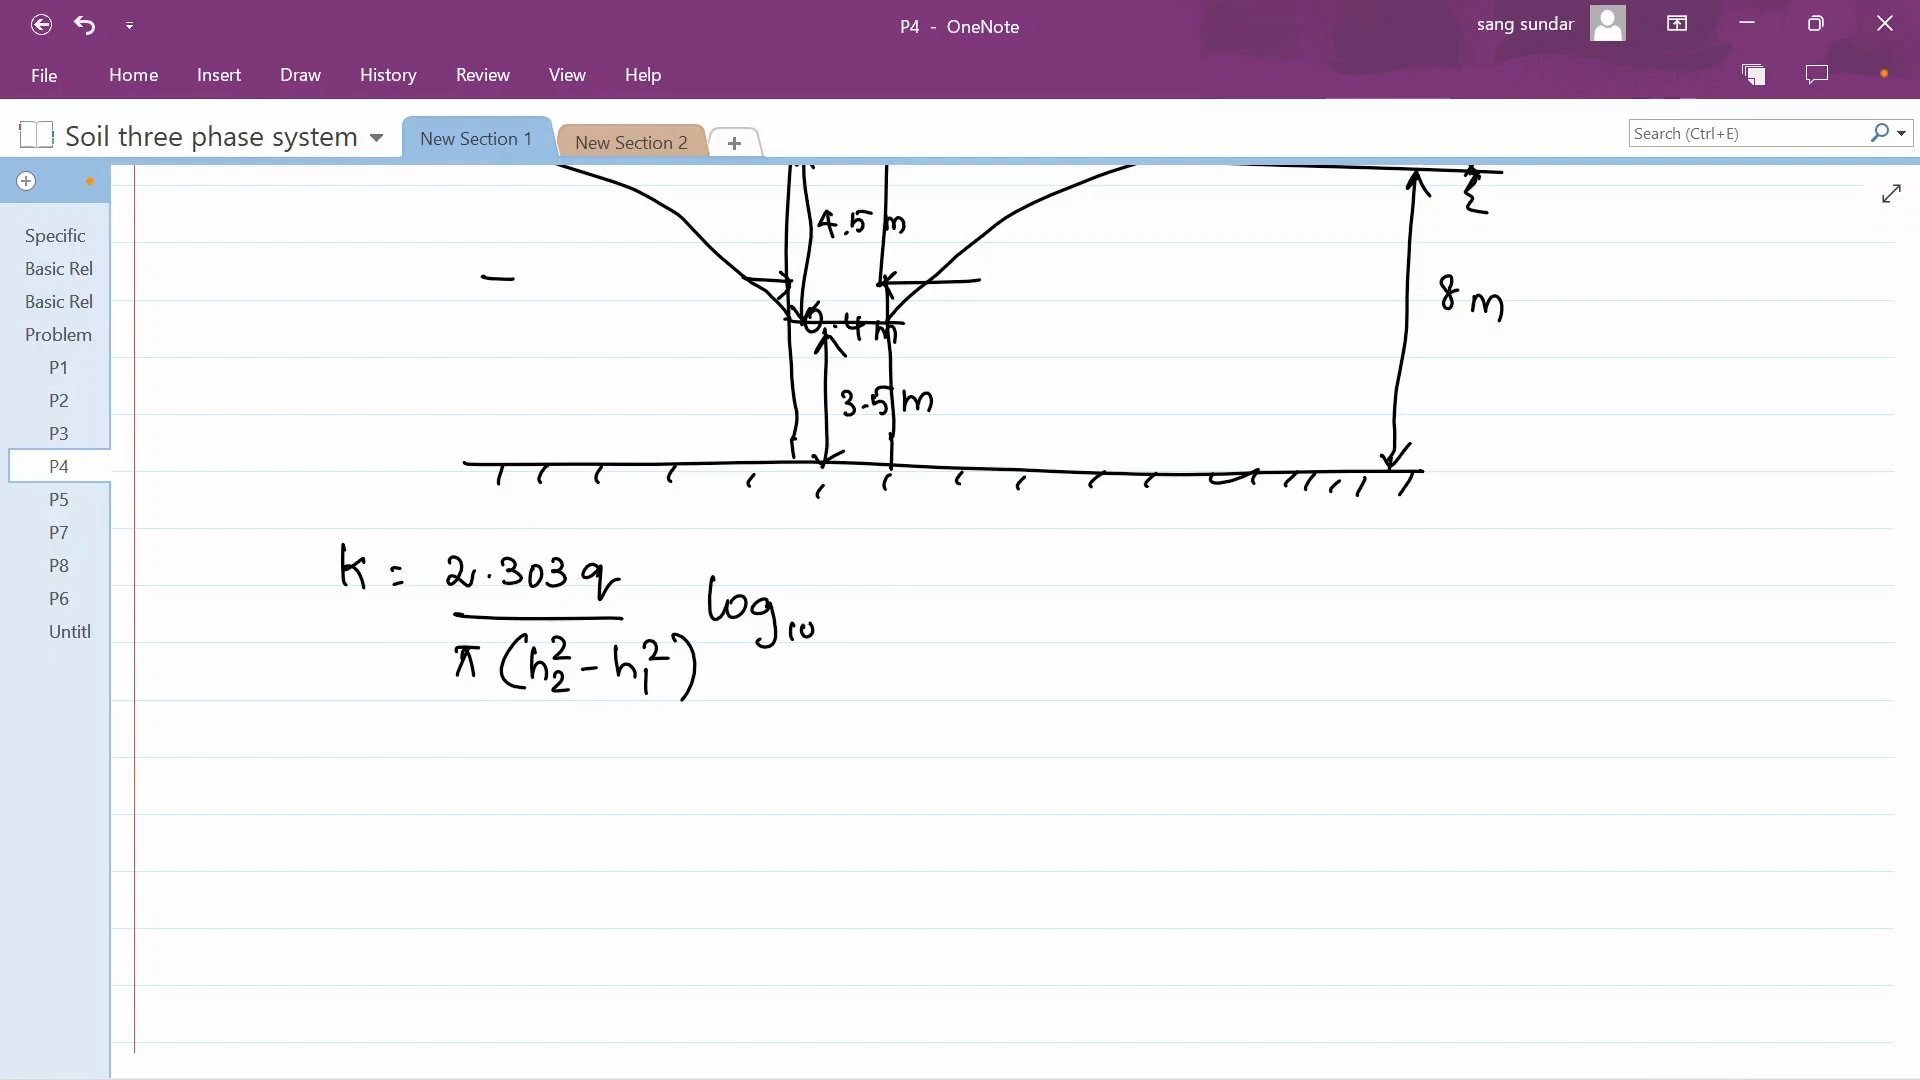 P4 - OneNote
sang sundar
File Home Insert Draw History Review View Help
Soil three phase system
New Section 1
New Section 2
Search (Ctrl+E)
Specific
Basic Rel
Basic Rel
Problem
P1
P2
P3
P4
P5
P7
P8
P6
Untitl
4.5 m
8 m
0.4 m
3.5 m
k = 2.303 q / π (h₂² - h₁²) log₁₀